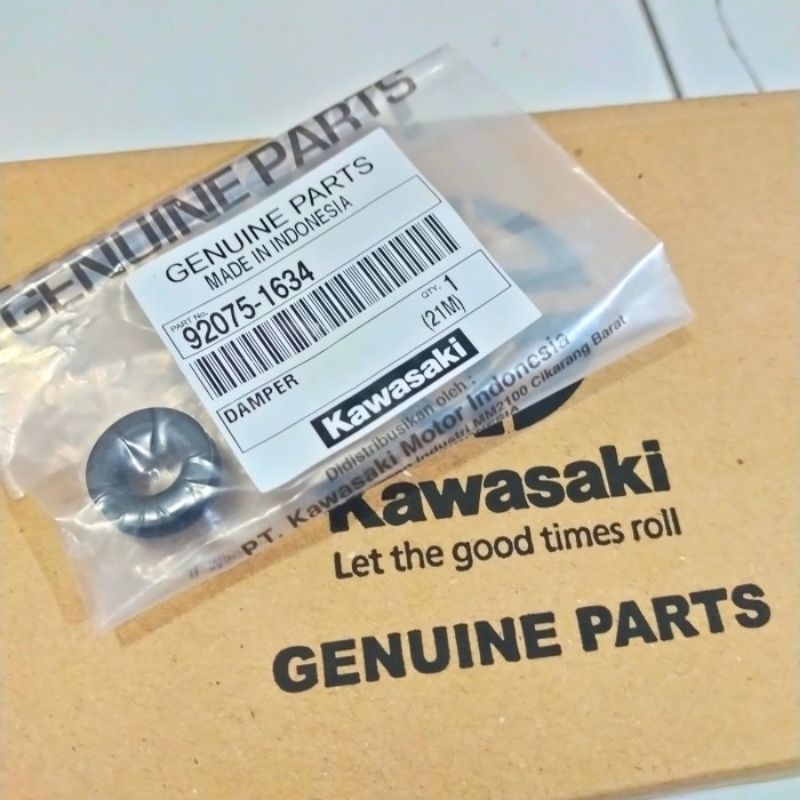 GENUINE PARTS
GENUINE PARTS
MADE IN INDONESIA
PART No.
92075-1634
QTY. 1
(21M)
DAMPER
Kawasaki
Didistribusikan oleh :
PT. Kawasaki Motor Indonesia
Industri MM2100 Cikarang Barat
Kawasaki
Let the good times roll
GENUINE PARTS